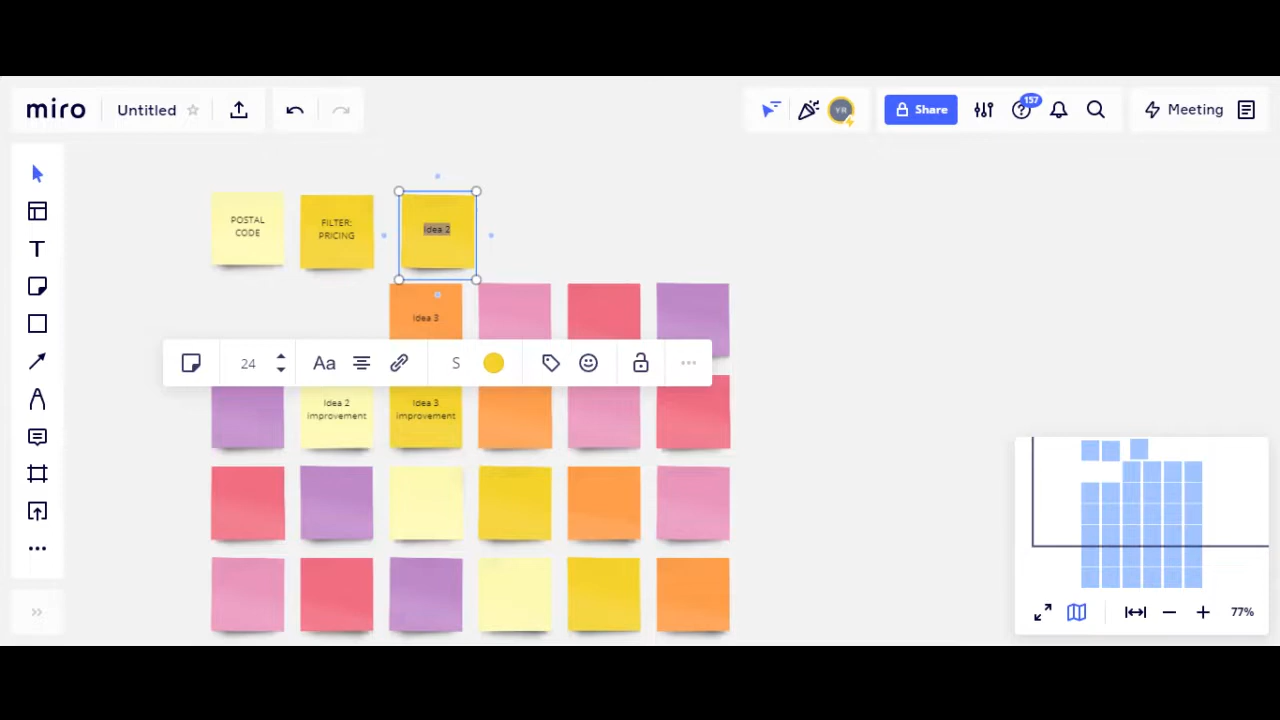 miro
Untitled
YR
Share
157
Meeting
POSTAL
CODE
FILTER:
PRICING
Idea 2
Idea 3
24
Aa
S
Idea 2
improvement
Idea 3
improvement
77%